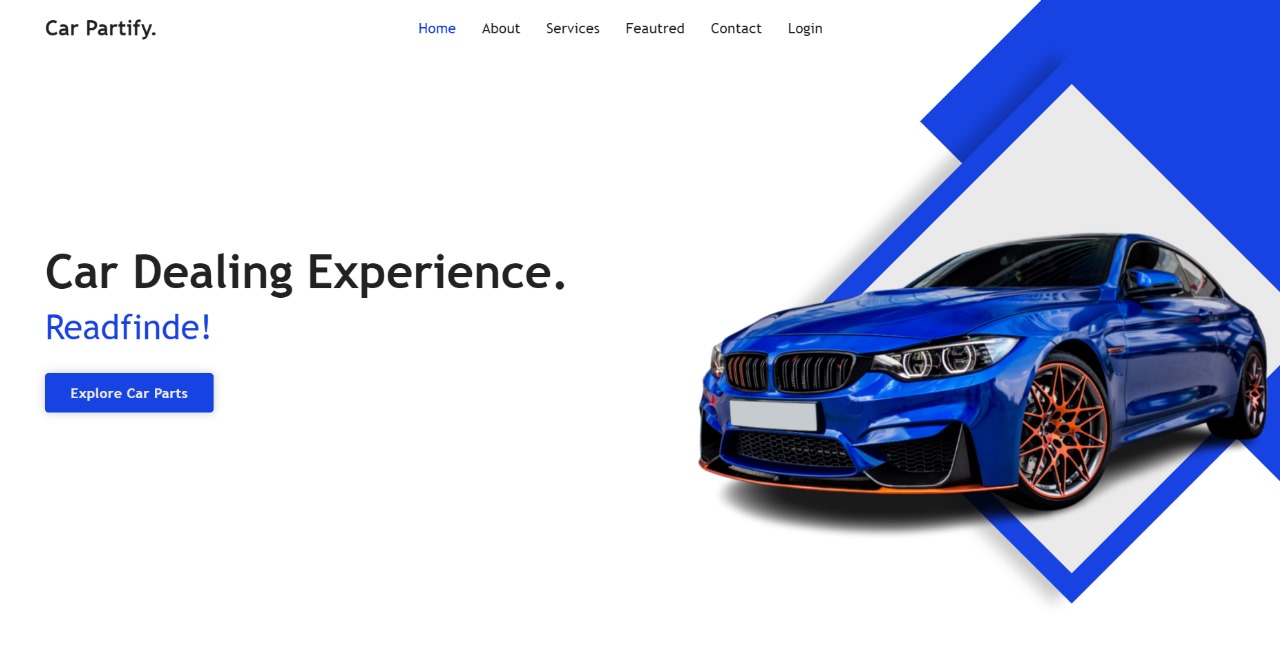 Car Partify.
Home About Services Feautred Contact Login
Car Dealing Experience.
Readfinde!
Explore Car Parts